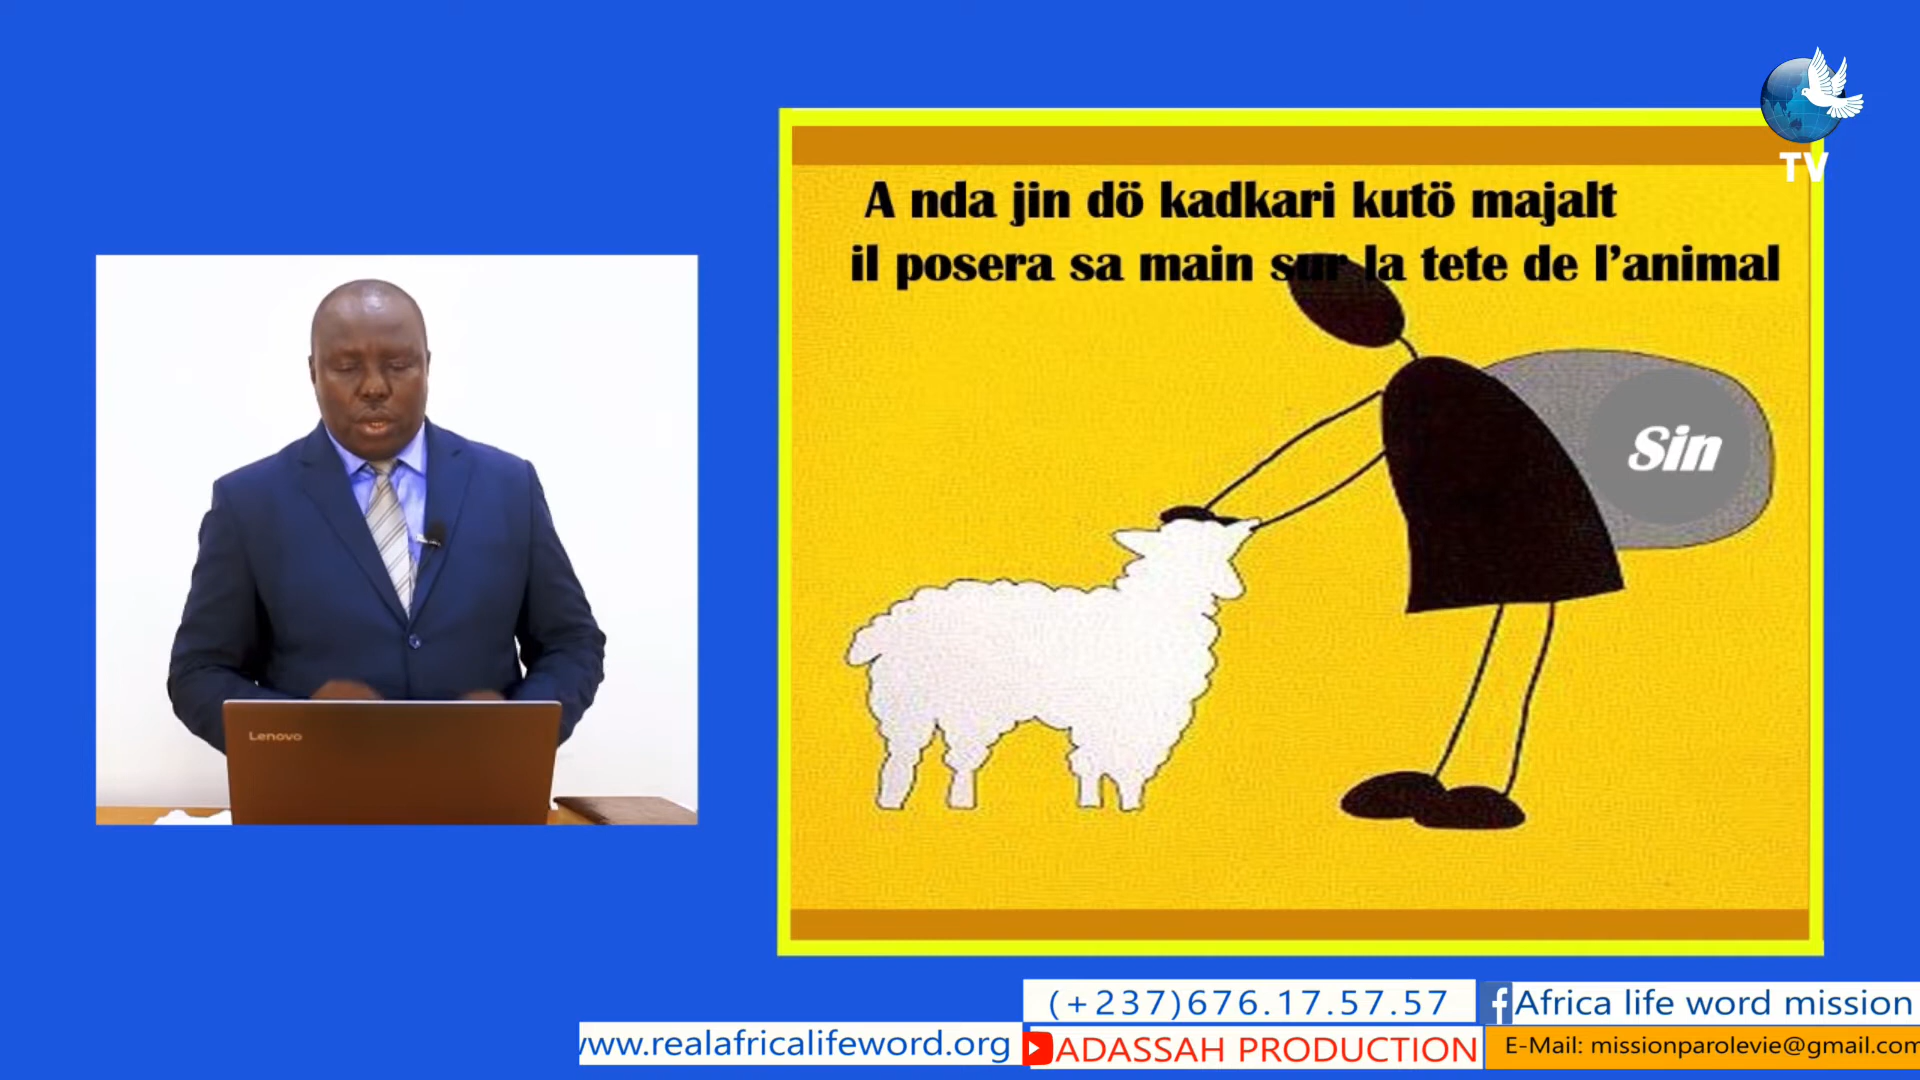 TV
A nda jin dö kadkari kutö majalt
il posera sa main sur la tete de l’animal
Sin
Lenovo
(+237)676.17.57.57
Africa life word mission
www.realafricalifeword.org
ADASSAH PRODUCTION
E-Mail: missionparolevie@gmail.com